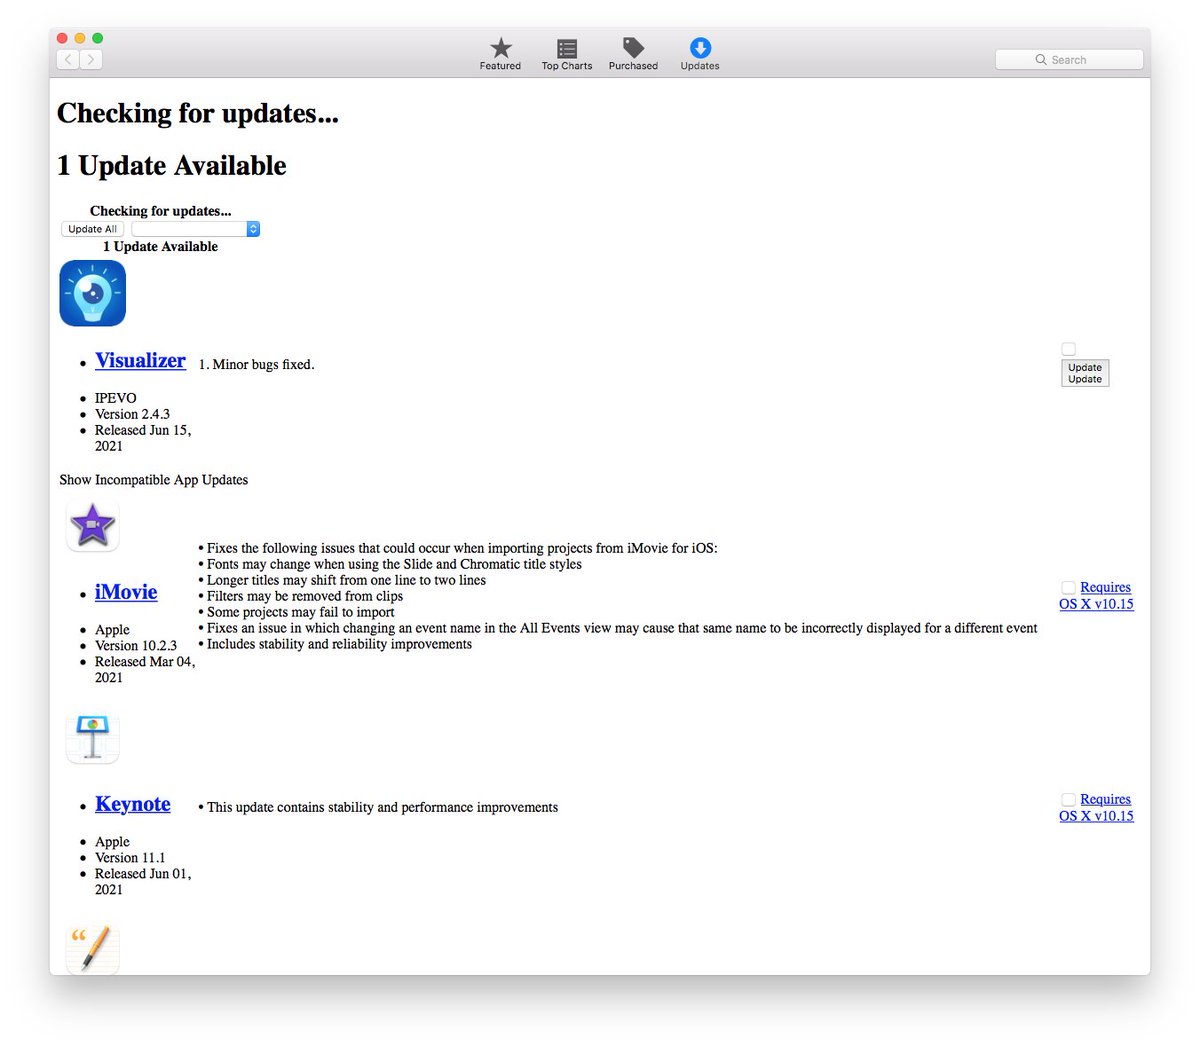 Featured
Top Charts
Purchased
Updates
Search
Checking for updates...
1 Update Available
Checking for updates...
Update All
1 Update Available
Visualizer
1. Minor bugs fixed.
Update
Update
IPEVO
Version 2.4.3
Released Jun 15,
2021
Show Incompatible App Updates
• Fixes the following issues that could occur when importing projects from iMovie for iOS:
• Fonts may change when using the Slide and Chromatic title styles
• Longer titles may shift from one line to two lines
• Filters may be removed from clips
• Some projects may fail to import
• Fixes an issue in which changing an event name in the All Events view may cause that same name to be incorrectly displayed for a different event
• Includes stability and reliability improvements
iMovie
Apple
Version 10.2.3
Released Mar 04,
2021
Requires
OS X v10.15
Keynote
• This update contains stability and performance improvements
Requires
OS X v10.15
Apple
Version 11.1
Released Jun 01,
2021